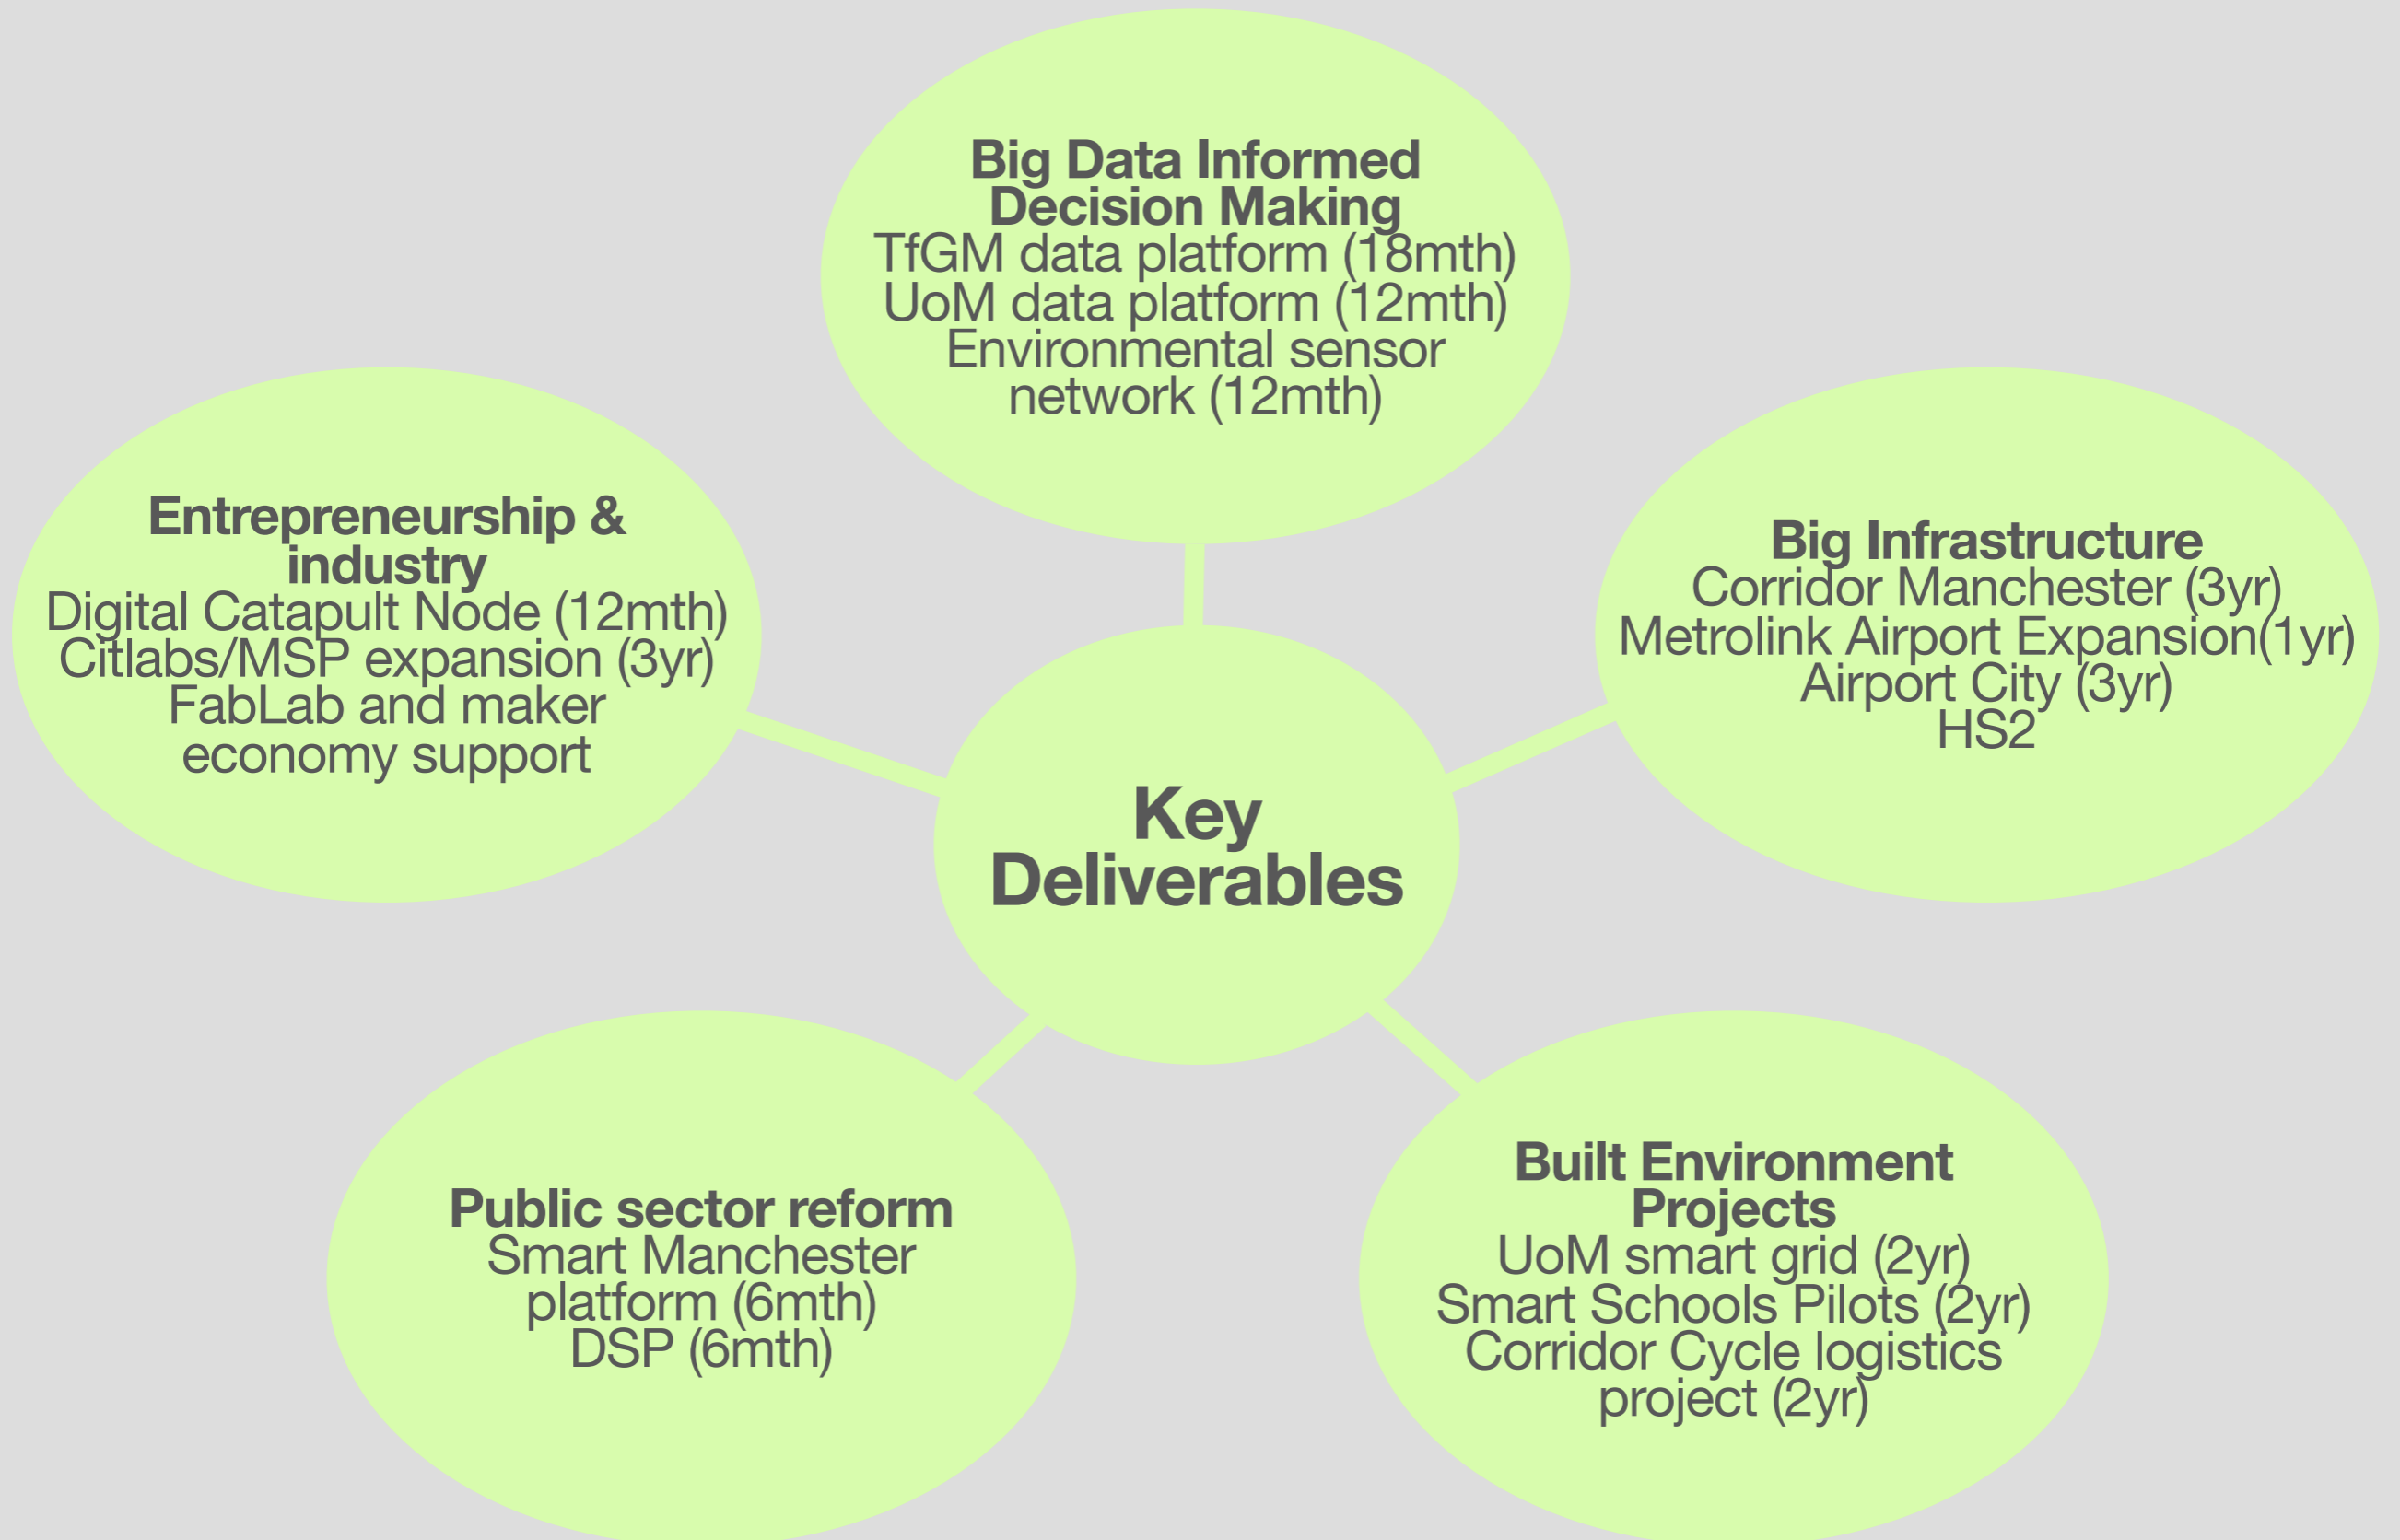 Big Data Informed
Decision Making
TfGM data platform (18mth)
UoM data platform (12mth)
Environmental sensor
network (12mth)
Entrepreneurship &
industry
Digital Catapult Node (12mth)
Citlabs/MSP expansion (3yr)
FabLab and maker
economy support
Big Infrastructure
Corridor Manchester (3yr)
Metrolink Airport Expansion(1yr)
Airport City (3yr)
HS2
Key
Deliverables
Public sector reform
Smart Manchester
platform (6mth)
DSP (6mth)
Built Environment
Projects
UoM smart grid (2yr)
Smart Schools Pilots (2yr)
Corridor Cycle logistics
project (2yr)